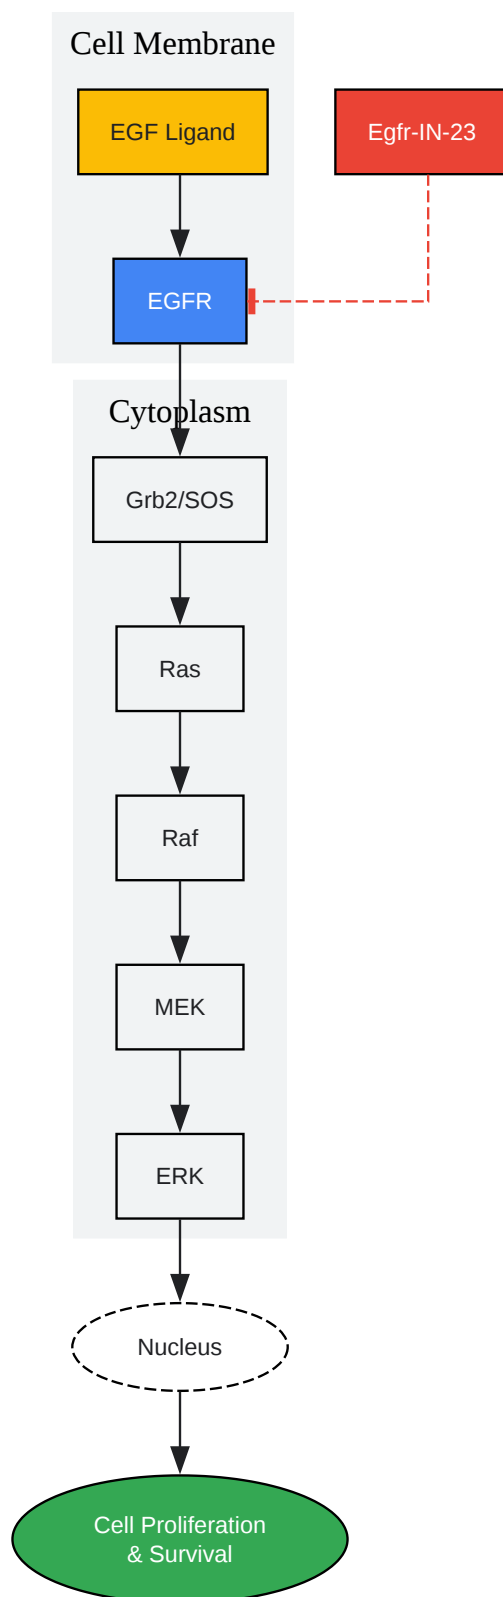 Cell Membrane
EGF Ligand
Egfr-IN-23
EGFR
Cytoplasm
Grb2/SOS
Ras
Raf
MEK
ERK
Nucleus
Cell Proliferation
& Survival